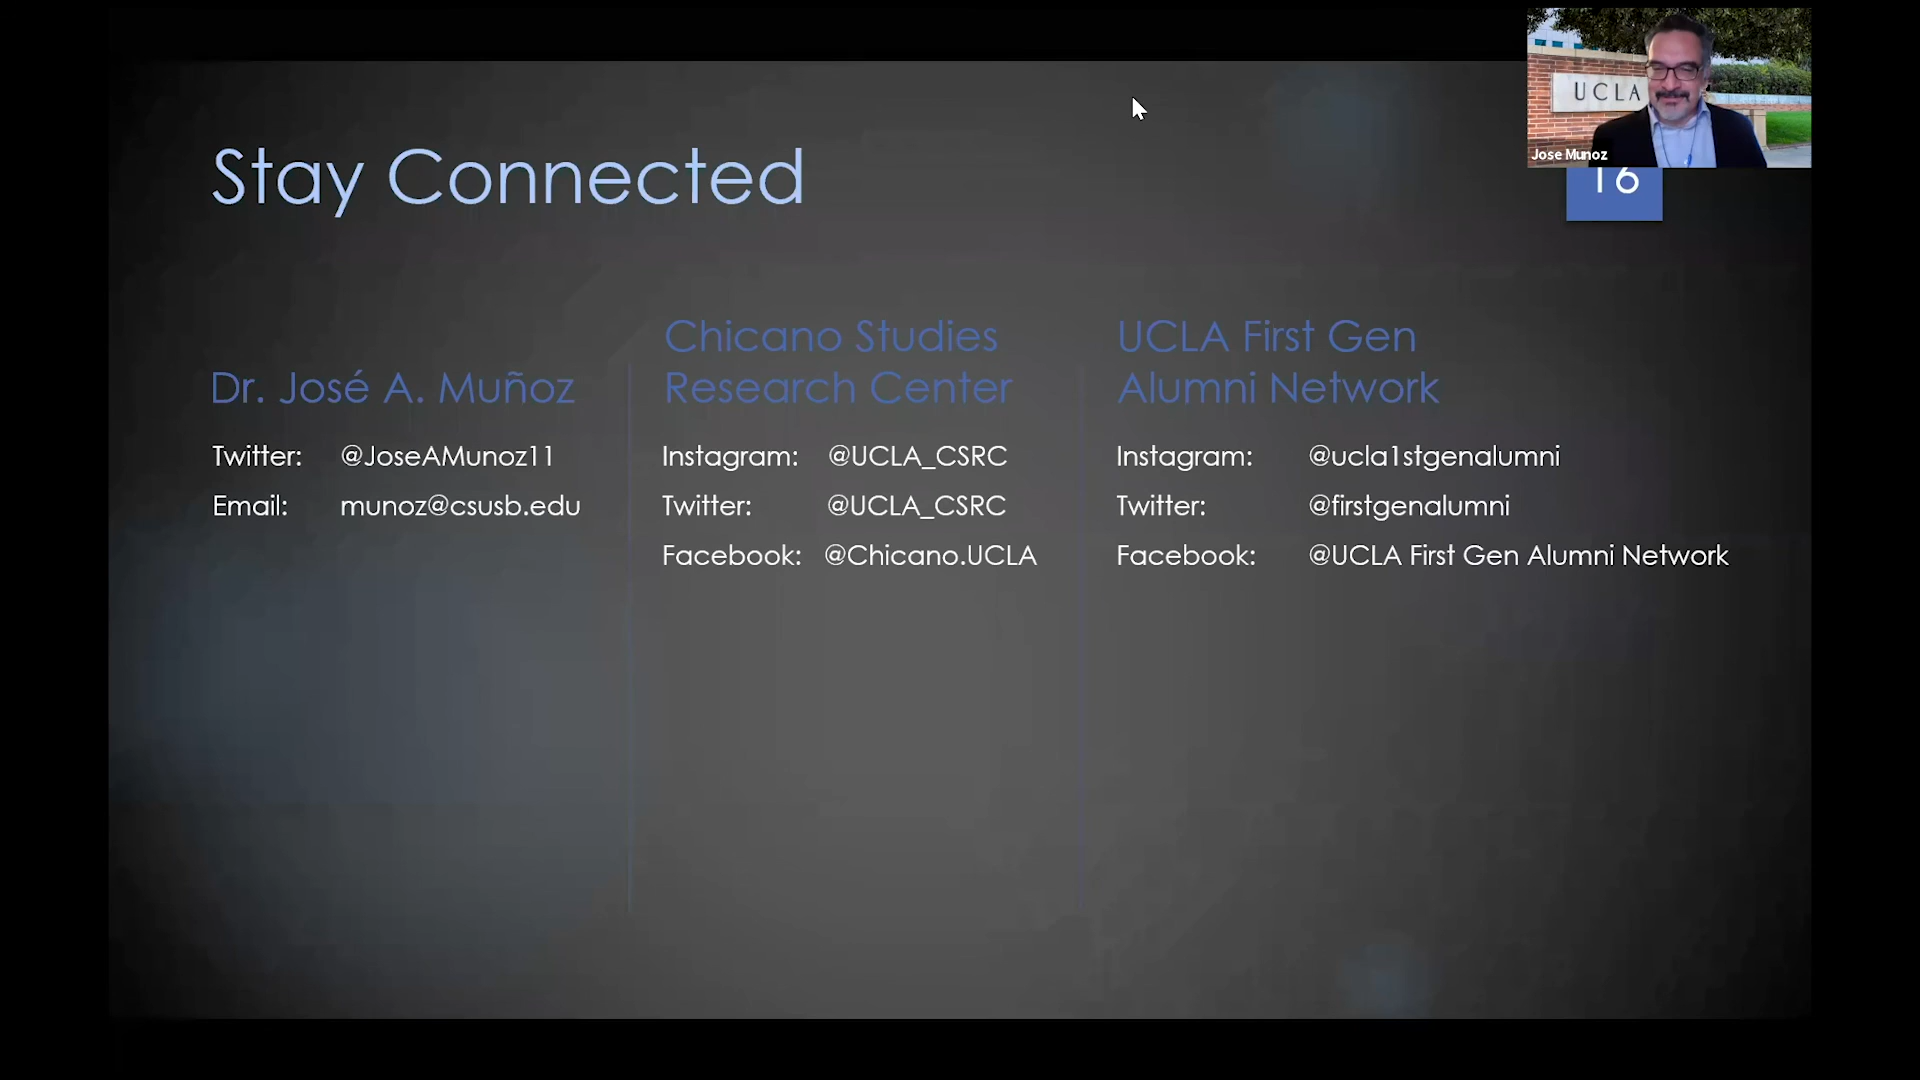 UCLA
Jose Munoz
16
Stay Connected
Dr. José A. Muñoz
Twitter: @JoseAMunoz11
Email: munoz@csusb.edu
Chicano Studies
Research Center
Instagram: @UCLA_CSRC
Twitter: @UCLA_CSRC
Facebook: @Chicano.UCLA
UCLA First Gen
Alumni Network
Instagram: @ucla1stgenalumni
Twitter: @firstgenalumni
Facebook: @UCLA First Gen Alumni Network